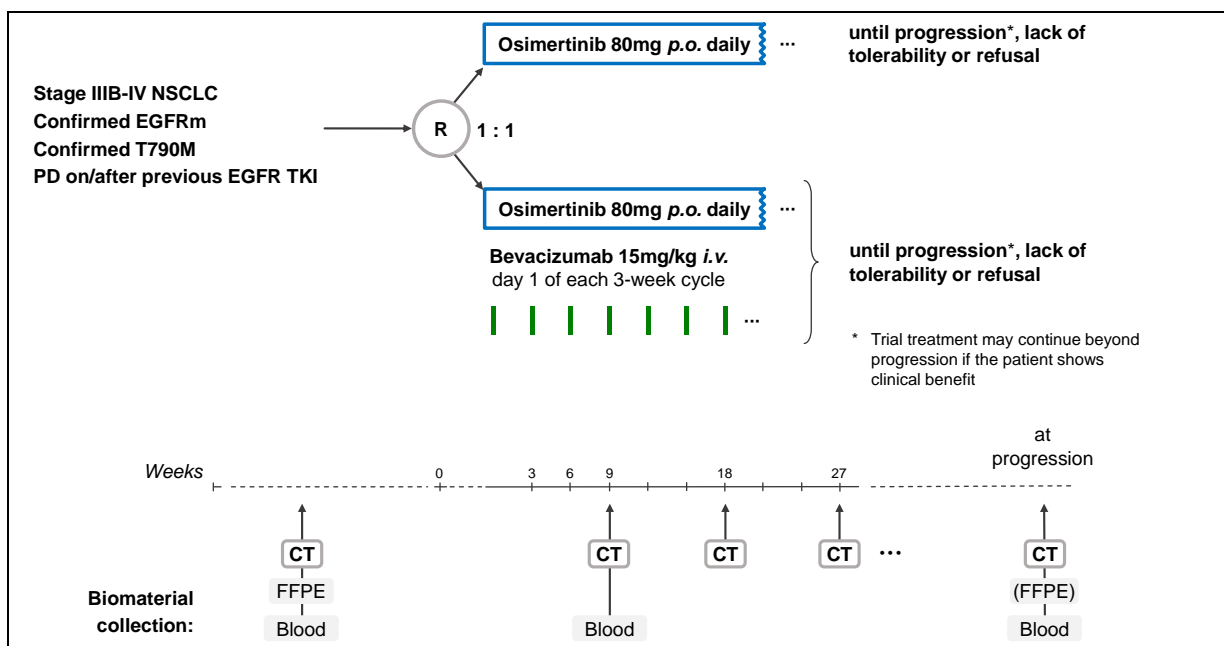 Osimertinib 80mg p.o. daily ...
until progression*, lack of
tolerability or refusal
Stage IIIB-IV NSCLC
Confirmed EGFRm
Confirmed T790M
PD on/after previous EGFR TKI
R 1 : 1
Osimertinib 80mg p.o. daily ...
Bevacizumab 15mg/kg i.v.
day 1 of each 3-week cycle
...
until progression*, lack of
tolerability or refusal
* Trial treatment may continue beyond
progression if the patient shows
clinical benefit
at
progression
Weeks 0 3 6 9 18 27
CT CT CT CT ... CT
FFPE (FFPE)
Biomaterial
collection:
Blood Blood Blood